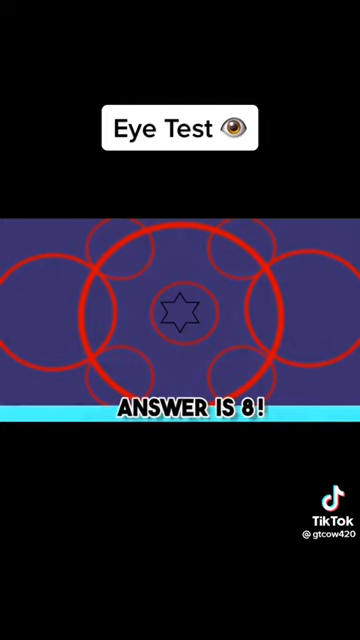 Eye Test 👁️
ANSWER IS 8!
TikTok
@ gtcow420